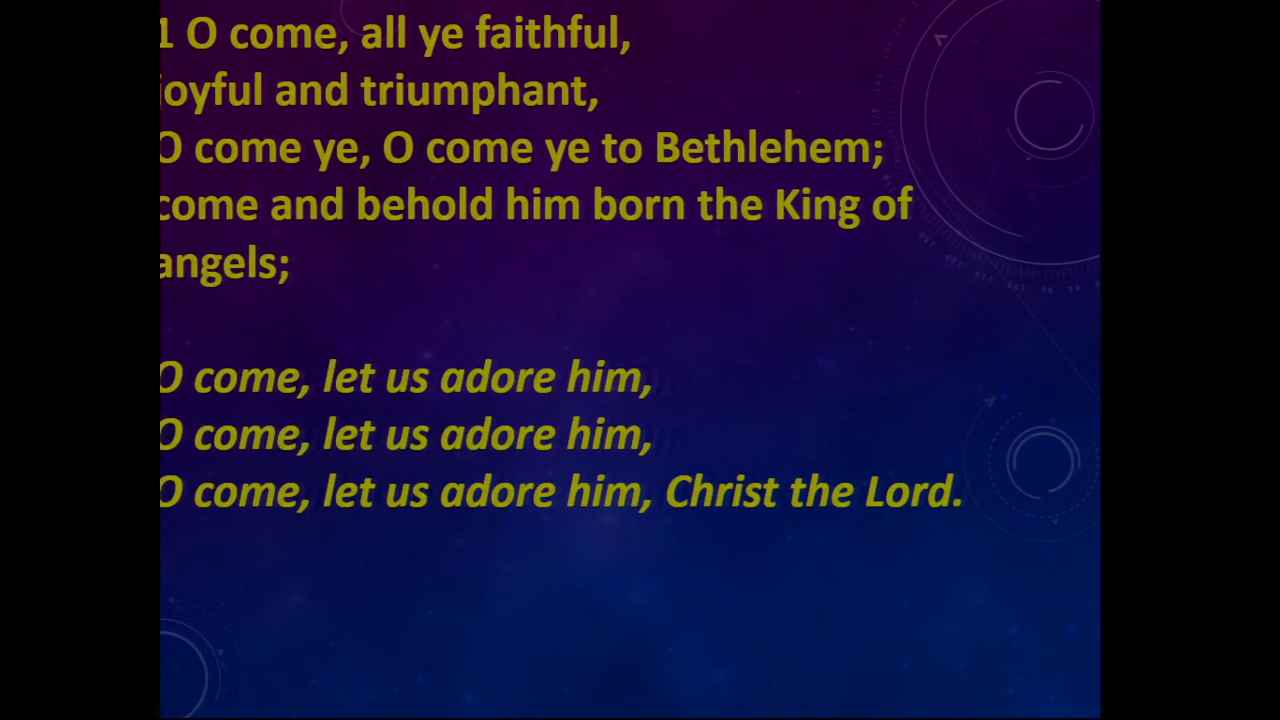 1 O come, all ye faithful,
joyful and triumphant,
O come ye, O come ye to Bethlehem;
come and behold him born the King of
angels;
O come, let us adore him,
O come, let us adore him,
O come, let us adore him, Christ the Lord.